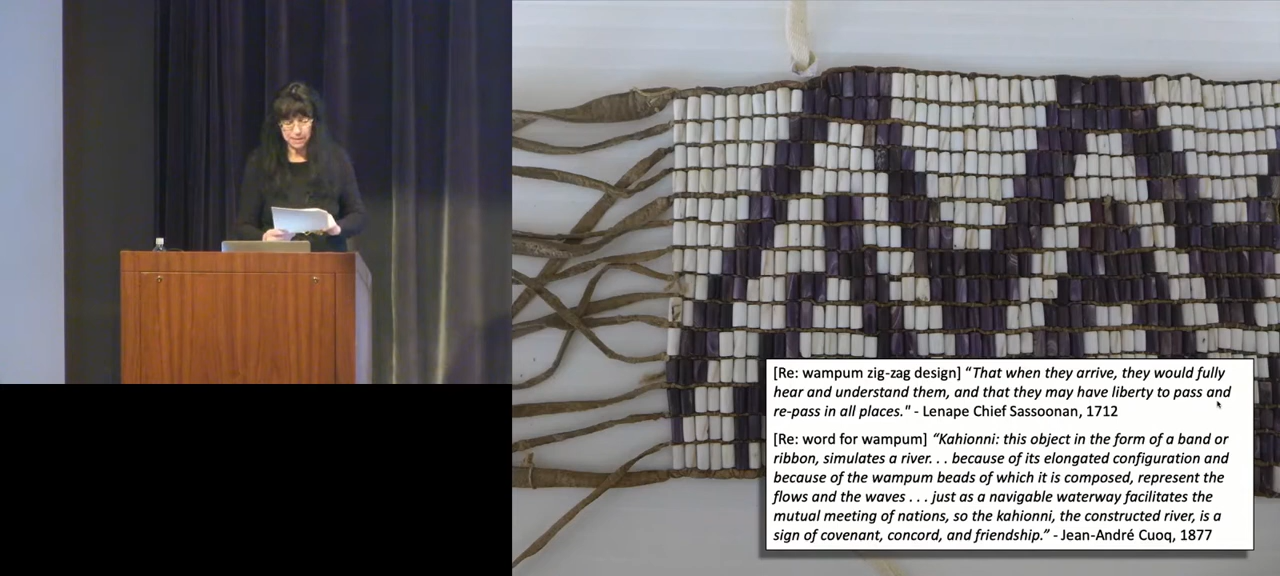 [Re: wampum zig-zag design] “That when they arrive, they would fully
hear and understand them, and that they may have liberty to pass and
re-pass in all places." - Lenape Chief Sassoonan, 1712
[Re: word for wampum] “Kahionni: this object in the form of a band or
ribbon, simulates a river. . . because of its elongated configuration and
because of the wampum beads of which it is composed, represent the
flows and the waves . . . just as a navigable waterway facilitates the
mutual meeting of nations, so the kahionni, the constructed river, is a
sign of covenant, concord, and friendship.” - Jean-André Cuoq, 1877